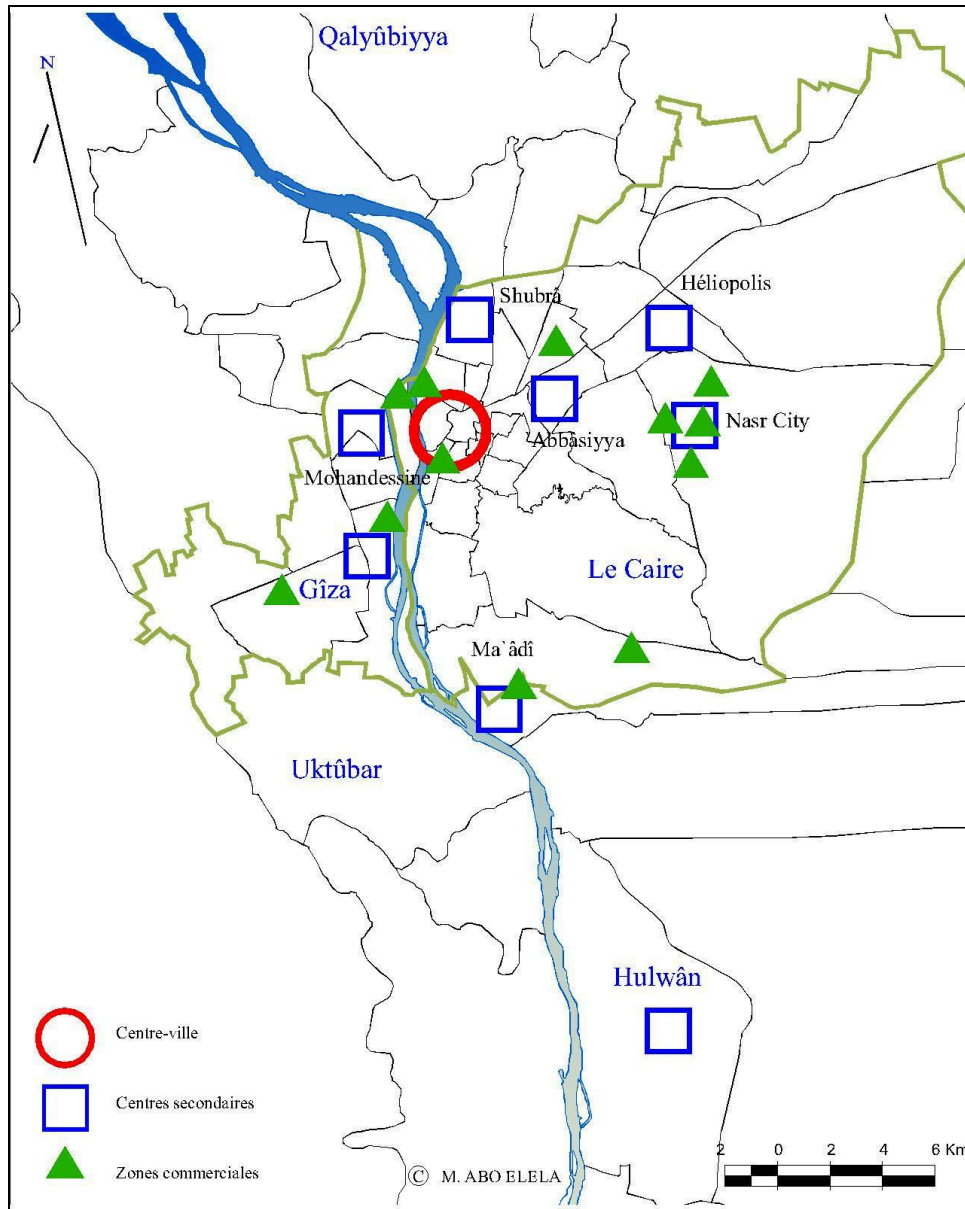 Qalyûbiyya
N
Héliopolis
Shubrâ
Nasr City
Abbâsiyya
Mohandessine
Le Caire
Gîza
Ma`âdî
Uktûbar
Hulwân
Centre-ville
Centres secondaires
Zones commerciales
© M. ABO ELELA
2 0 2 4 6 Km